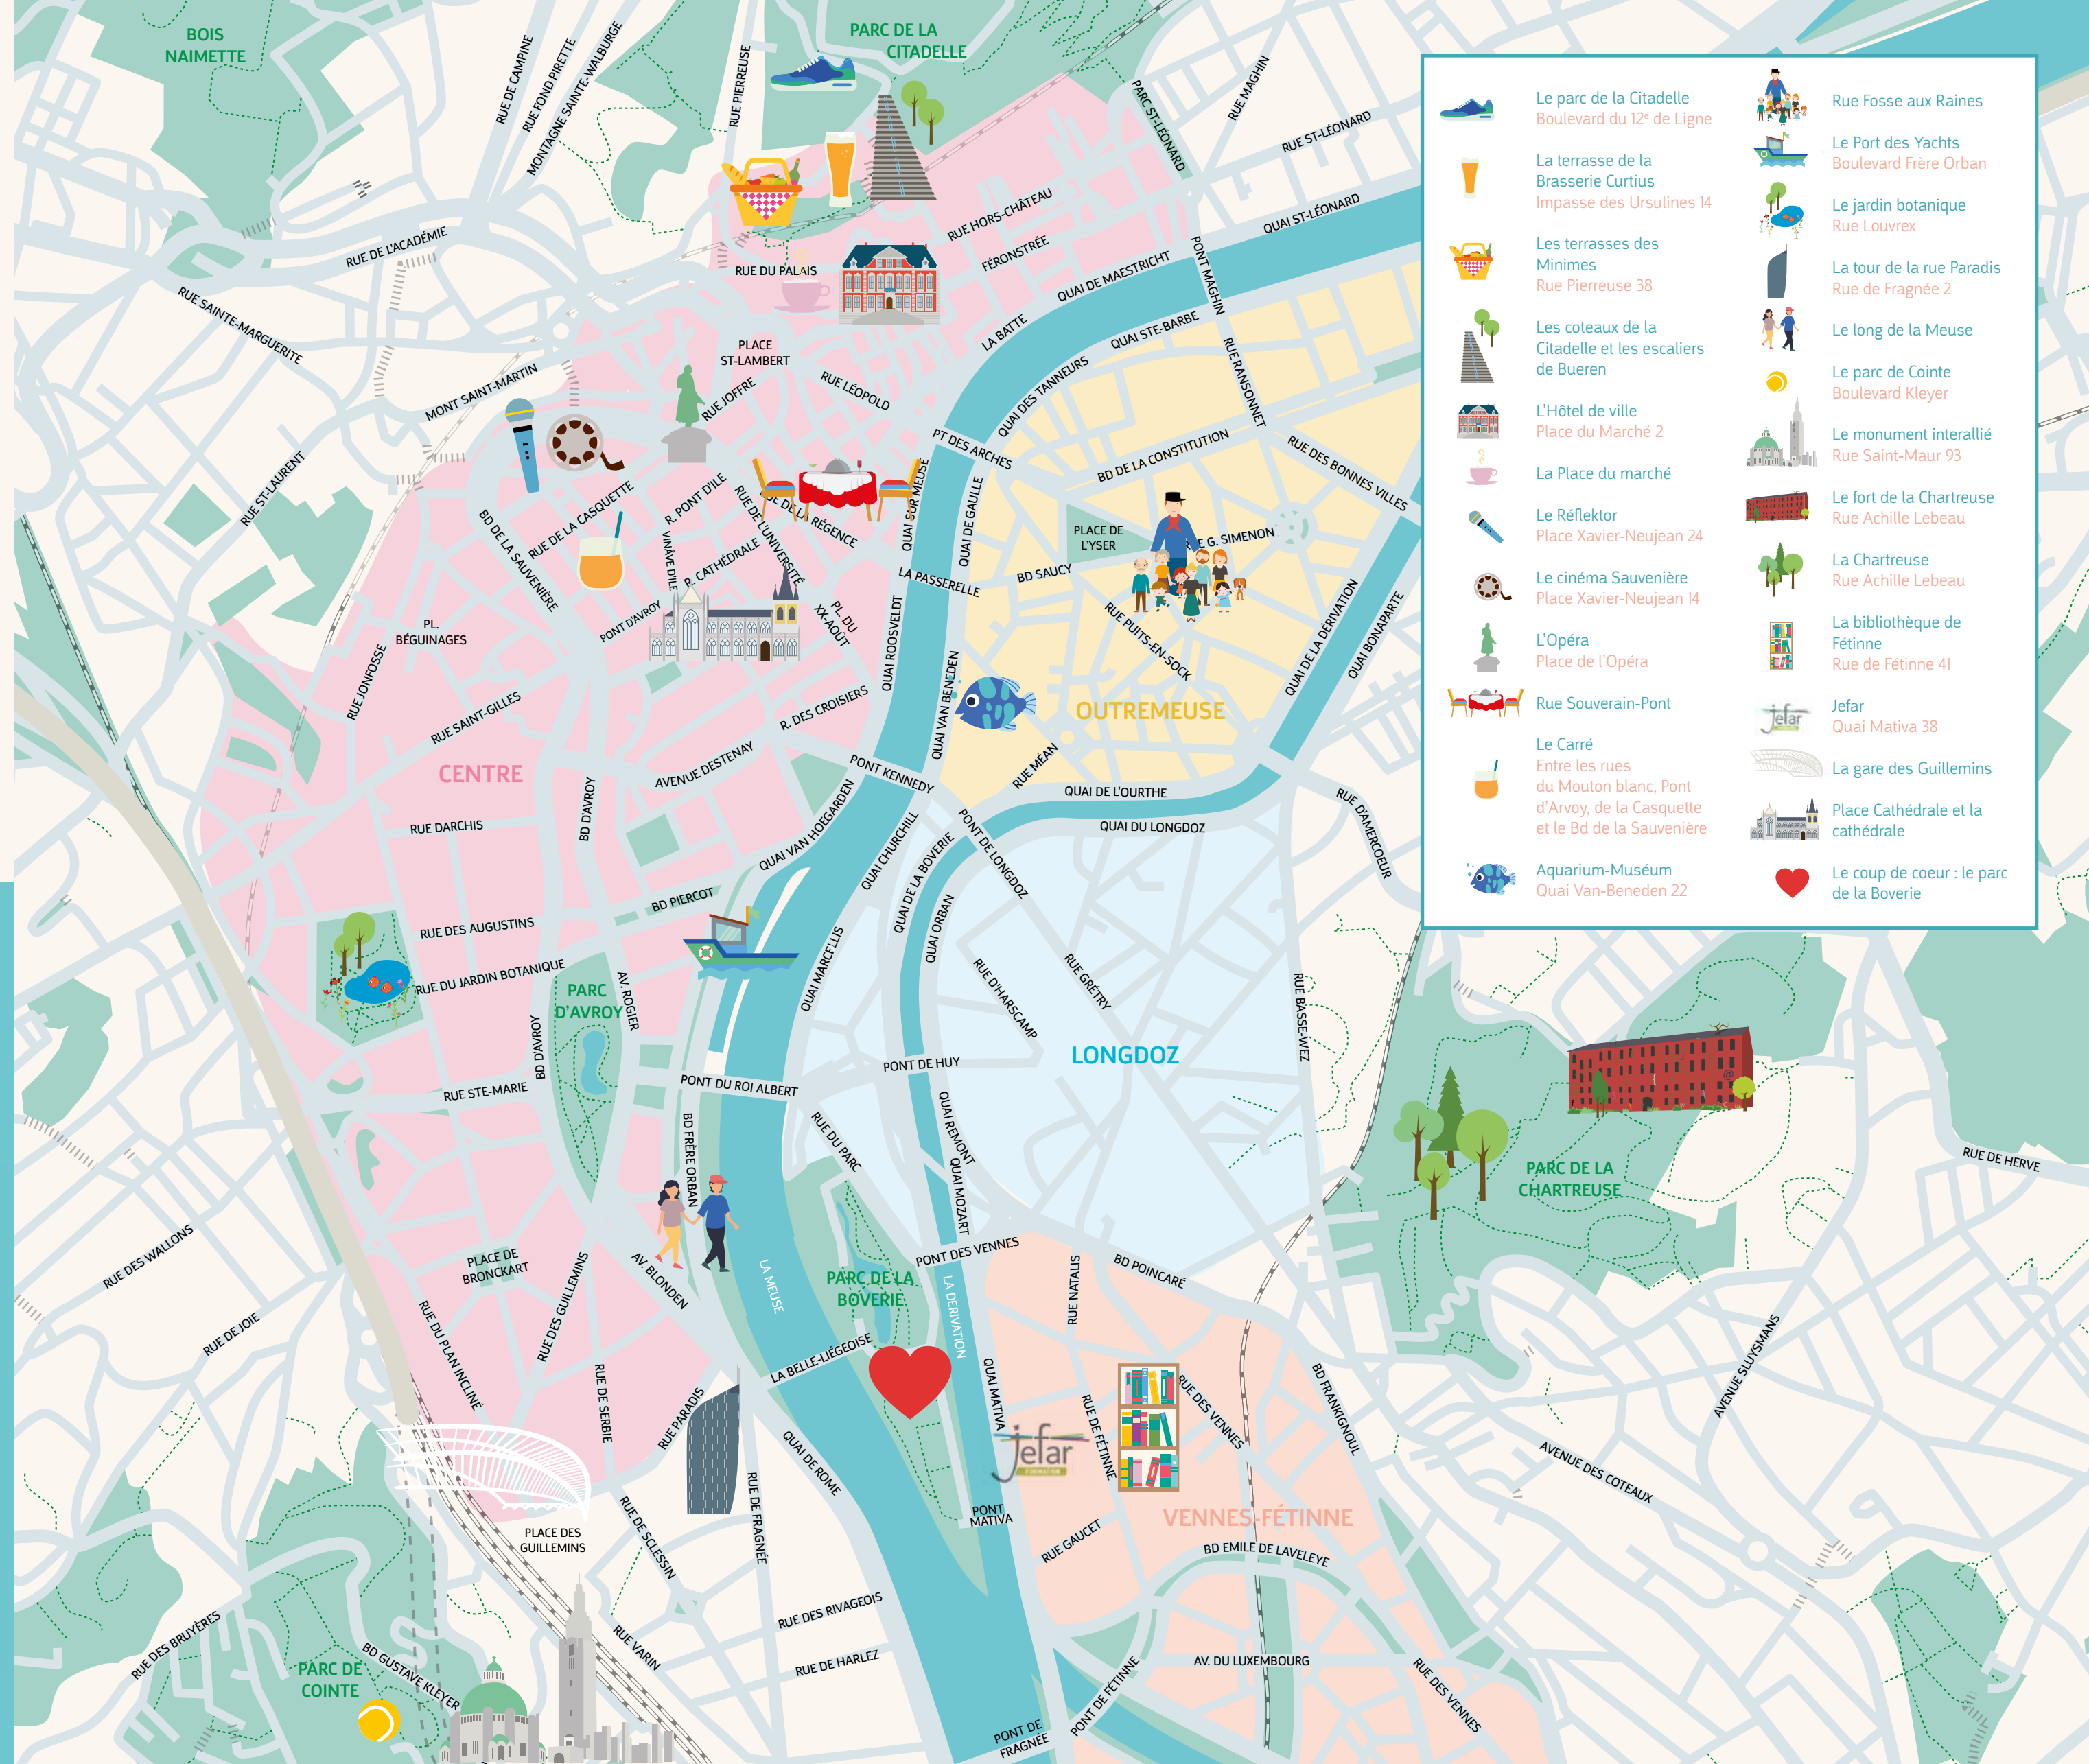 BOIS
NAIMETTE
PARC DE LA
CITADELLE
RUE DE CAMPINE
RUE FOND PIRETTE
MONTAGNE SAINTE-WALBURGE
RUE PIERREUSE
PARC ST-LÉONARD
RUE MAGHIN
RUE ST-LÉONARD
QUAI ST-LÉONARD
RUE HORS-CHÂTEAU
FÉRONSTRÉE
RUE DE L'ACADÉMIE
RUE DU PALAIS
QUAI DE MAESTRICHT
PONT MAGHIN
RUE SAINTE-MARGUERITE
LA BATTE
QUAI STE-BARBE
PLACE
ST-LAMBERT
RUE RANSONNET
QUAI DES TANNEURS
MONT SAINT-MARTIN
RUE JOFFRE
RUE LÉOPOLD
PT DES ARCHES
BD DE LA CONSTITUTION
RUE DES BONNES VILLES
RUE ST-LAURENT
BD DE LA SAUVENIÈRE
RUE DE LA CASQUETTE
R. PONT D'ILE
VINÂVE D'ILE
RUE DE L'UNIVERSITÉ
RUE DE LA RÉGENCE
QUAI SUR MEUSE
QUAI DE GAULLE
PLACE DE
L'YSER
RUE G. SIMENON
R. CATHÉDRALE
PONT D'AVROY
LA PASSERELLE
BD SAUCY
PL. DU
XX-AOÛT
RUE PUITS-EN-SOCK
QUAI DE LA DÉRIVATION
QUAI BONAPARTE
PL.
BÉGUINAGES
RUE JONFOSSE
QUAI ROOSVELDT
QUAI VAN BENEDEN
RUE SAINT-GILLES
R. DES CROISIERS
OUTREMEUSE
CENTRE
AVENUE DESTENAY
PONT KENNEDY
RUE MÉAN
QUAI DE L'OURTHE
BD D'AVROY
RUE DARCHIS
QUAI VAN HOEGARDEN
QUAI CHURCHILL
QUAI DE LA BOVERIE
PONT DE LONGDOZ
QUAI DU LONGDOZ
RUE D'AMERCOEUR
BD PIERCOT
QUAI ORBAN
RUE DES AUGUSTINS
RUE DU JARDIN BOTANIQUE
QUAI MARCELLIS
RUE D'HARSCAMP
RUE GRÉTRY
RUE BASSE-WEZ
PARC
D'AVROY
AV. ROGIER
BD D'AVROY
LONGDOZ
PONT DE HUY
RUE STE-MARIE
PONT DU ROI ALBERT
BD FRÈRE ORBAN
RUE DU PARC
QUAI REMONT
QUAI MOZART
PARC DE LA
CHARTREUSE
RUE DE HERVE
RUE DES WALLONS
PLACE DE
BRONCKART
RUE DES GUILLEMINS
AV. BLONDEN
LA MEUSE
PARC DE LA
BOVERIE
PONT DES VENNES
LA DERIVATION
RUE NATALIS
BD POINCARÉ
RUE DE JOIE
RUE DU PLAN INCLINÉ
RUE DE SERBIE
RUE PARADIS
LA BELLE-LIÉGEOISE
QUAI MATIVA
RUE DE FÉTINNE
RUE DES VENNES
BD FRANKIGNOUL
AVENUE SLUYSMANS
QUAI DE ROME
jefar
FORMATION
AVENUE DES COTEAUX
VENNES-FÉTINNE
PONT
MATIVA
PLACE DES
GUILLEMINS
RUE DE SCLESSIN
RUE DE FRAGNÉE
RUE GAUCET
BD EMILE DE LAVELEYE
RUE DES RIVAGEOIS
RUE DES BRUYÈRES
PARC DE
COINTE
BD GUSTAVE KLEYER
RUE VARIN
RUE DE HARLEZ
AV. DU LUXEMBOURG
RUE DES VENNES
PONT DE FÉTINNE
PONT DE
FRAGNÉE
Le parc de la Citadelle
Boulevard du 12e de Ligne
La terrasse de la
Brasserie Curtius
Impasse des Ursulines 14
Les terrasses des
Minimes
Rue Pierreuse 38
Les coteaux de la
Citadelle et les escaliers
de Bueren
L'Hôtel de ville
Place du Marché 2
La Place du marché
Le Réflektor
Place Xavier-Neujean 24
Le cinéma Sauvenière
Place Xavier-Neujean 14
L'Opéra
Place de l'Opéra
Rue Souverain-Pont
Le Carré
Entre les rues
du Mouton blanc, Pont
d'Arvoy, de la Casquette
et le Bd de la Sauvenière
Aquarium-Muséum
Quai Van-Beneden 22
Rue Fosse aux Raines
Le Port des Yachts
Boulevard Frère Orban
Le jardin botanique
Rue Louvrex
La tour de la rue Paradis
Rue de Fragnée 2
Le long de la Meuse
Le parc de Cointe
Boulevard Kleyer
Le monument interallié
Rue Saint-Maur 93
Le fort de la Chartreuse
Rue Achille Lebeau
La Chartreuse
Rue Achille Lebeau
La bibliothèque de
Fétinne
Rue de Fétinne 41
jefar
Jefar
Quai Mativa 38
La gare des Guillemins
Place Cathédrale et la
cathédrale
Le coup de coeur : le parc
de la Boverie